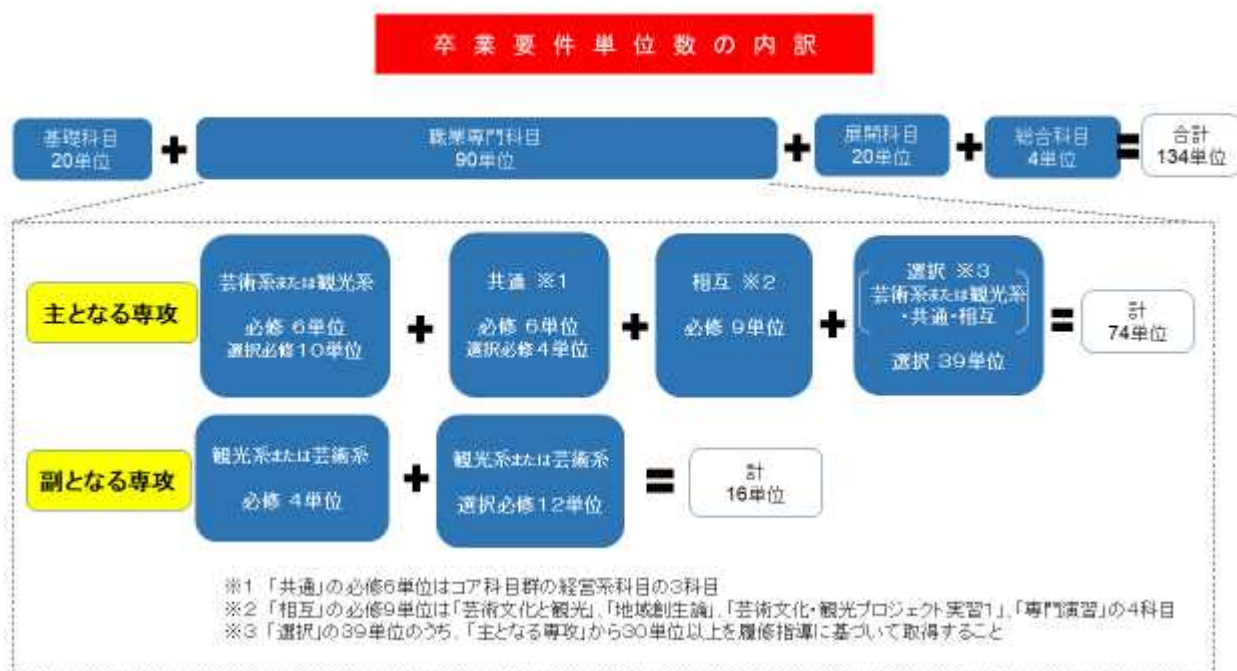 卒業要件単位数の内訳
基礎科目
20単位
+
職業専門科目
90単位
+
展開科目
20単位
+
総合科目
4単位
=
合計
134単位
主となる専攻
芸術系または観光系
必修 6単位
選択必修10単位
+
共通 ※1
必修 6単位
選択必修4単位
+
相互 ※2
必修 9単位
+
選択 ※3
芸術系または観光系
・共通・相互
選択 39単位
=
計
74単位
副となる専攻
観光系または芸術系
必修 4単位
+
観光系または芸術系
選択必修12単位
=
計
16単位
※1 「共通」の必修6単位はコア科目群の経営系科目の3科目
※2 「相互」の必修9単位は「芸術文化と観光」、「地域創生論」、「芸術文化・観光プロジェクト実習1」、「専門演習」の4科目
※3 「選択」の39単位のうち、「主となる専攻」から30単位以上を履修指導に基づいて取得すること